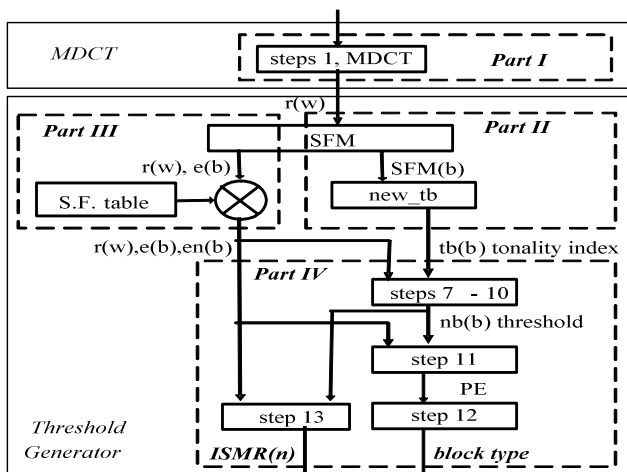 MDCT
steps 1, MDCT
Part I
r(w)
Part III
SFM
Part II
r(w), e(b)
SFM(b)
S.F. table
new_tb
r(w),e(b),en(b)
tb(b) tonality index
Part IV
steps 7 - 10
nb(b) threshold
step 11
PE
step 13
step 12
Threshold
Generator
ISMR(n)
block type